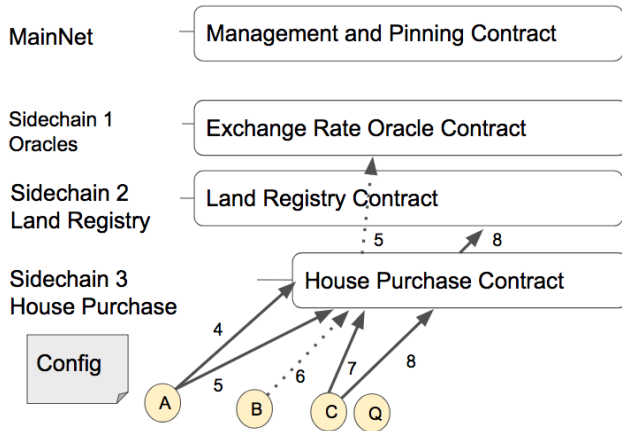 MainNet
Management and Pinning Contract
Sidechain 1
Oracles
Exchange Rate Oracle Contract
Sidechain 2
Land Registry
Land Registry Contract
5
8
Sidechain 3
House Purchase
House Purchase Contract
4
5
6
7
8
Config
A
B
C
Q